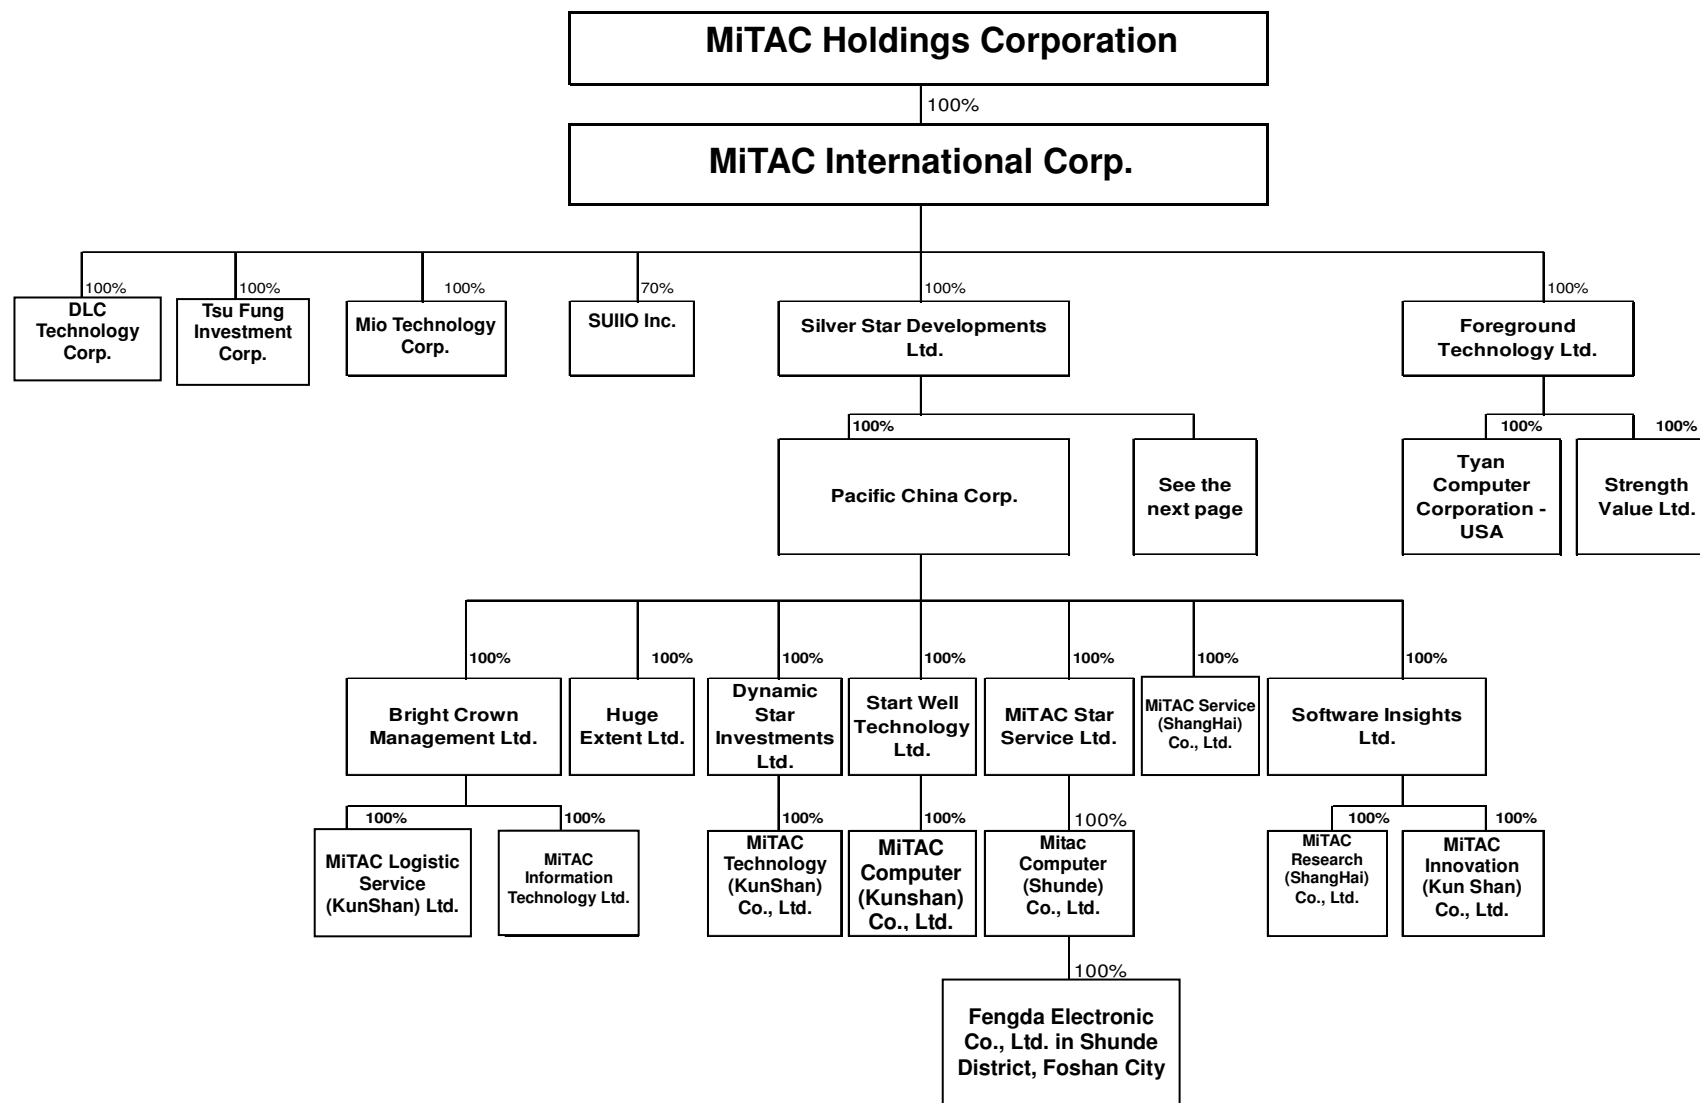 MiTAC Holdings Corporation
100%
MiTAC International Corp.
100%
100%
100%
70%
100%
100%
DLC
Technology
Corp.
Tsu Fung
Investment
Corp.
Mio Technology
Corp.
SUIIO Inc.
Silver Star Developments
Ltd.
Foreground
Technology Ltd.
100%
100%
100%
Pacific China Corp.
See the
next page
Tyan
Computer
Corporation -
USA
Strength
Value Ltd.
100%
100%
100%
100%
100%
100%
100%
Bright Crown
Management Ltd.
Huge
Extent Ltd.
Dynamic
Star
Investments
Ltd.
Start Well
Technology
Ltd.
MiTAC Star
Service Ltd.
MiTAC Service
(ShangHai)
Co., Ltd.
Software Insights
Ltd.
100%
100%
100%
100%
100%
100%
100%
MiTAC Logistic
Service
(KunShan) Ltd.
MiTAC
Information
Technology Ltd.
MiTAC
Technology
(KunShan)
Co., Ltd.
MiTAC
Computer
(Kunshan)
Co., Ltd.
Mitac
Computer
(Shunde)
Co., Ltd.
MiTAC
Research
(ShangHai)
Co., Ltd.
MiTAC
Innovation
(Kun Shan)
Co., Ltd.
100%
Fengda Electronic
Co., Ltd. in Shunde
District, Foshan City